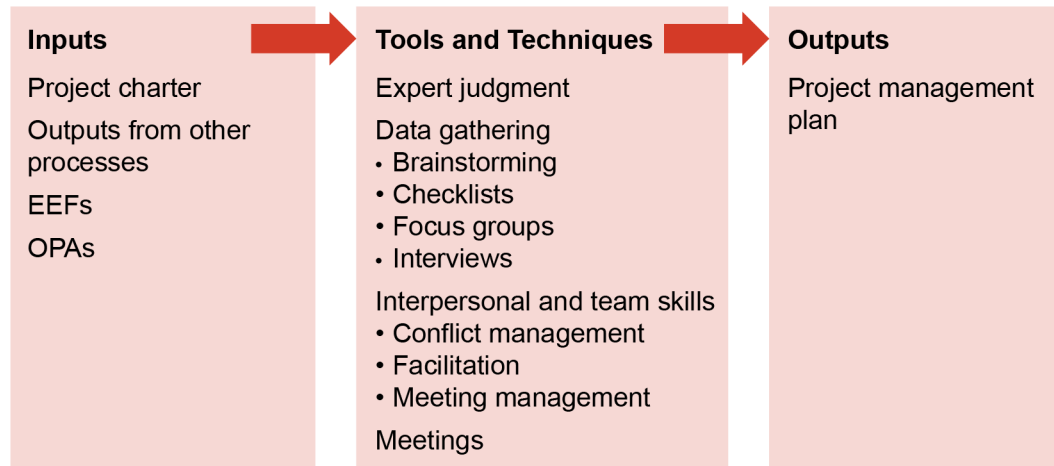 Inputs
Project charter
Outputs from other
processes
EEFs
OPAs
Tools and Techniques
Expert judgment
Data gathering
• Brainstorming
• Checklists
• Focus groups
• Interviews
Interpersonal and team skills
• Conflict management
• Facilitation
• Meeting management
Meetings
Outputs
Project management
plan